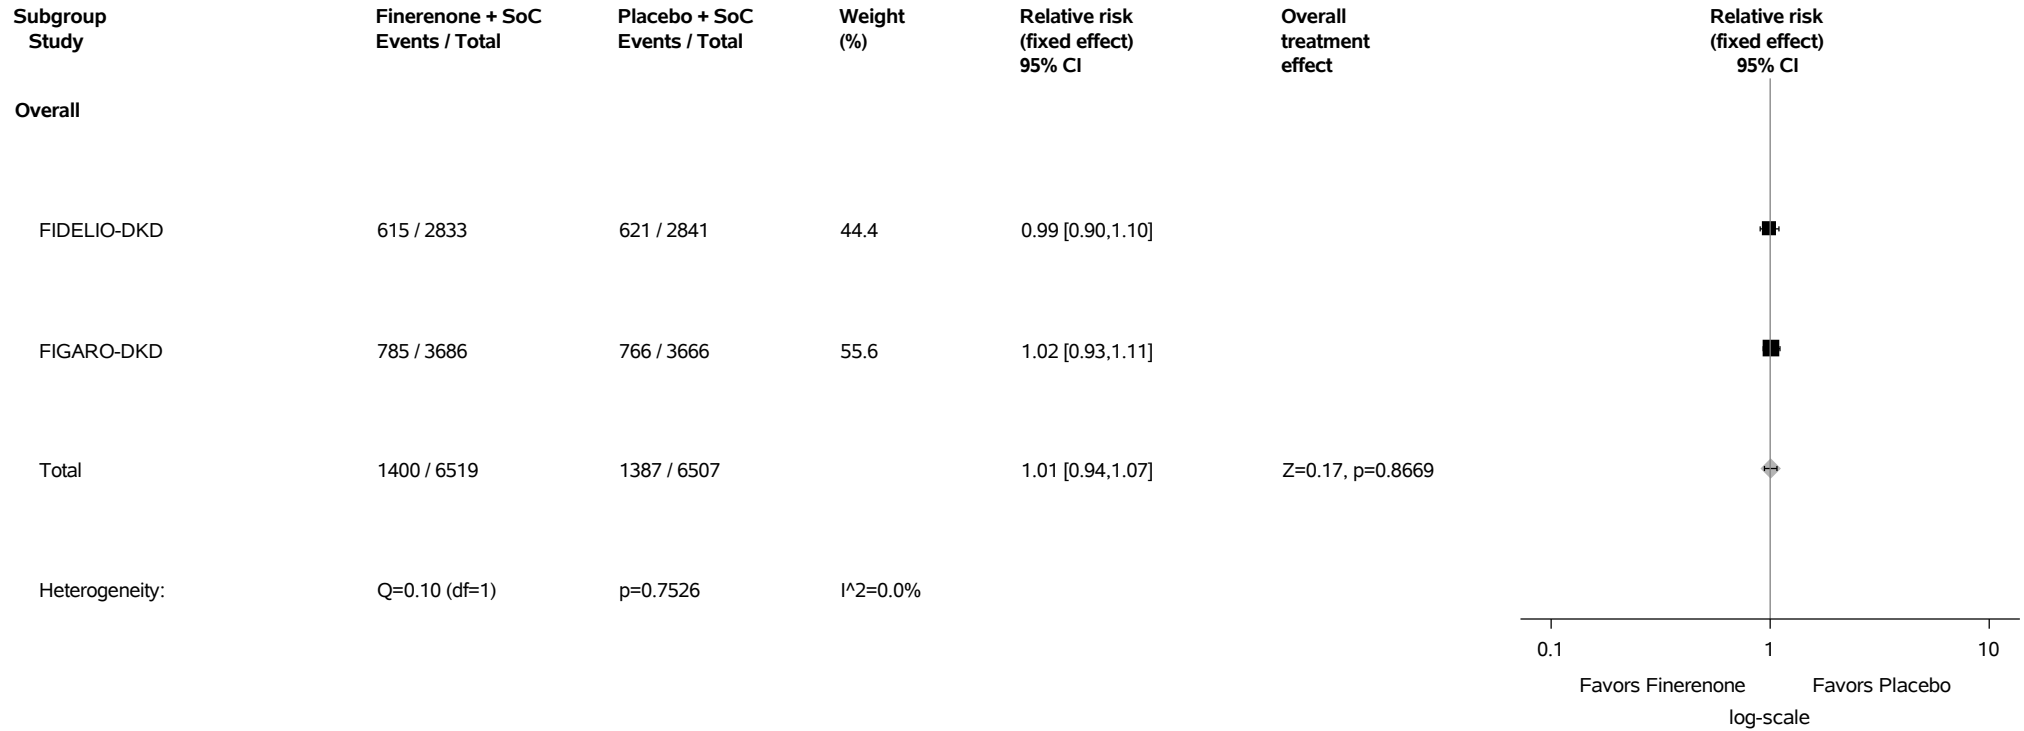 Subgroup Finerenone + SoC Placebo + SoC Weight Relative risk Overall Relative risk
Study Events / Total Events / Total (%) (fixed effect) treatment (fixed effect)
95% CI effect 95% CI
Overall
FIDELIO-DKD 615 / 2833 621 / 2841 44.4 0.99 [0.90,1.10]
FIGARO-DKD 785 / 3686 766 / 3666 55.6 1.02 [0.93,1.11]
Total 1400 / 6519 1387 / 6507 1.01 [0.94,1.07] Z=0.17, p=0.8669
Heterogeneity: Q=0.10 (df=1) p=0.7526 I^2=0.0%
0.1 1 10
Favors Finerenone Favors Placebo
log-scale